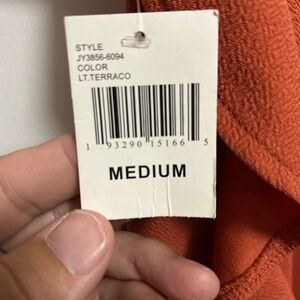 STYLE
JY3856-6094
COLOR
LT.TERRACO
1 93290 15166 5
MEDIUM